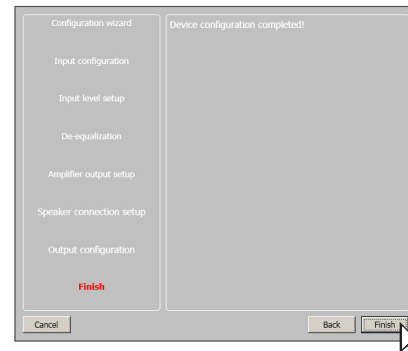 Configuration wizard
Input configuration
Input level setup
De-equalization
Amplifier output setup
Speaker connection setup
Output configuration
Finish
Device configuration completed!
Cancel
Back
Finish